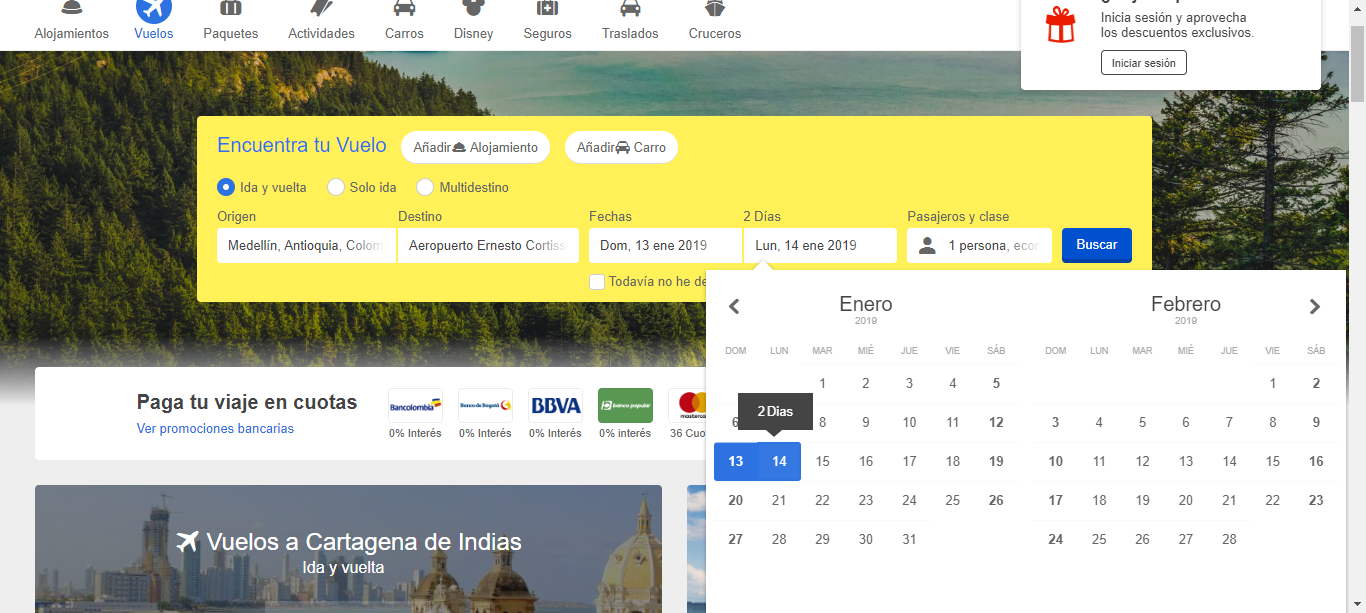 Alojamientos Vuelos Paquetes Actividades Carros Disney Seguros Traslados Cruceros
Inicia sesión y aprovecha
los descuentos exclusivos.
Iniciar sesión
Encuentra tu Vuelo Añadir Alojamiento Añadir Carro
Ida y vuelta Solo ida Multidestino
Origen Destino Fechas 2 Días Pasajeros y clase
Medellín, Antioquia, Colom Aeropuerto Ernesto Cortiss Dom, 13 ene 2019 Lun, 14 ene 2019 1 persona, econ Buscar
Todavía no he de
Enero Febrero
2019 2019
DOM LUN MAR MIÉ JUE VIE SÁB DOM LUN MAR MIÉ JUE VIE SÁB
1 2 3 4 5 1 2
2 Días
6 8 9 10 11 12 3 4 5 6 7 8 9
13 14 15 16 17 18 19 10 11 12 13 14 15 16
20 21 22 23 24 25 26 17 18 19 20 21 22 23
27 28 29 30 31 24 25 26 27 28
Paga tu viaje en cuotas
Ver promociones bancarias
Bancolombia Banco de Bogotá BBVA banco popular masterca
0% Interés 0% Interés 0% Interés 0% interés 36 Cuo
Vuelos a Cartagena de Indias
Ida y vuelta